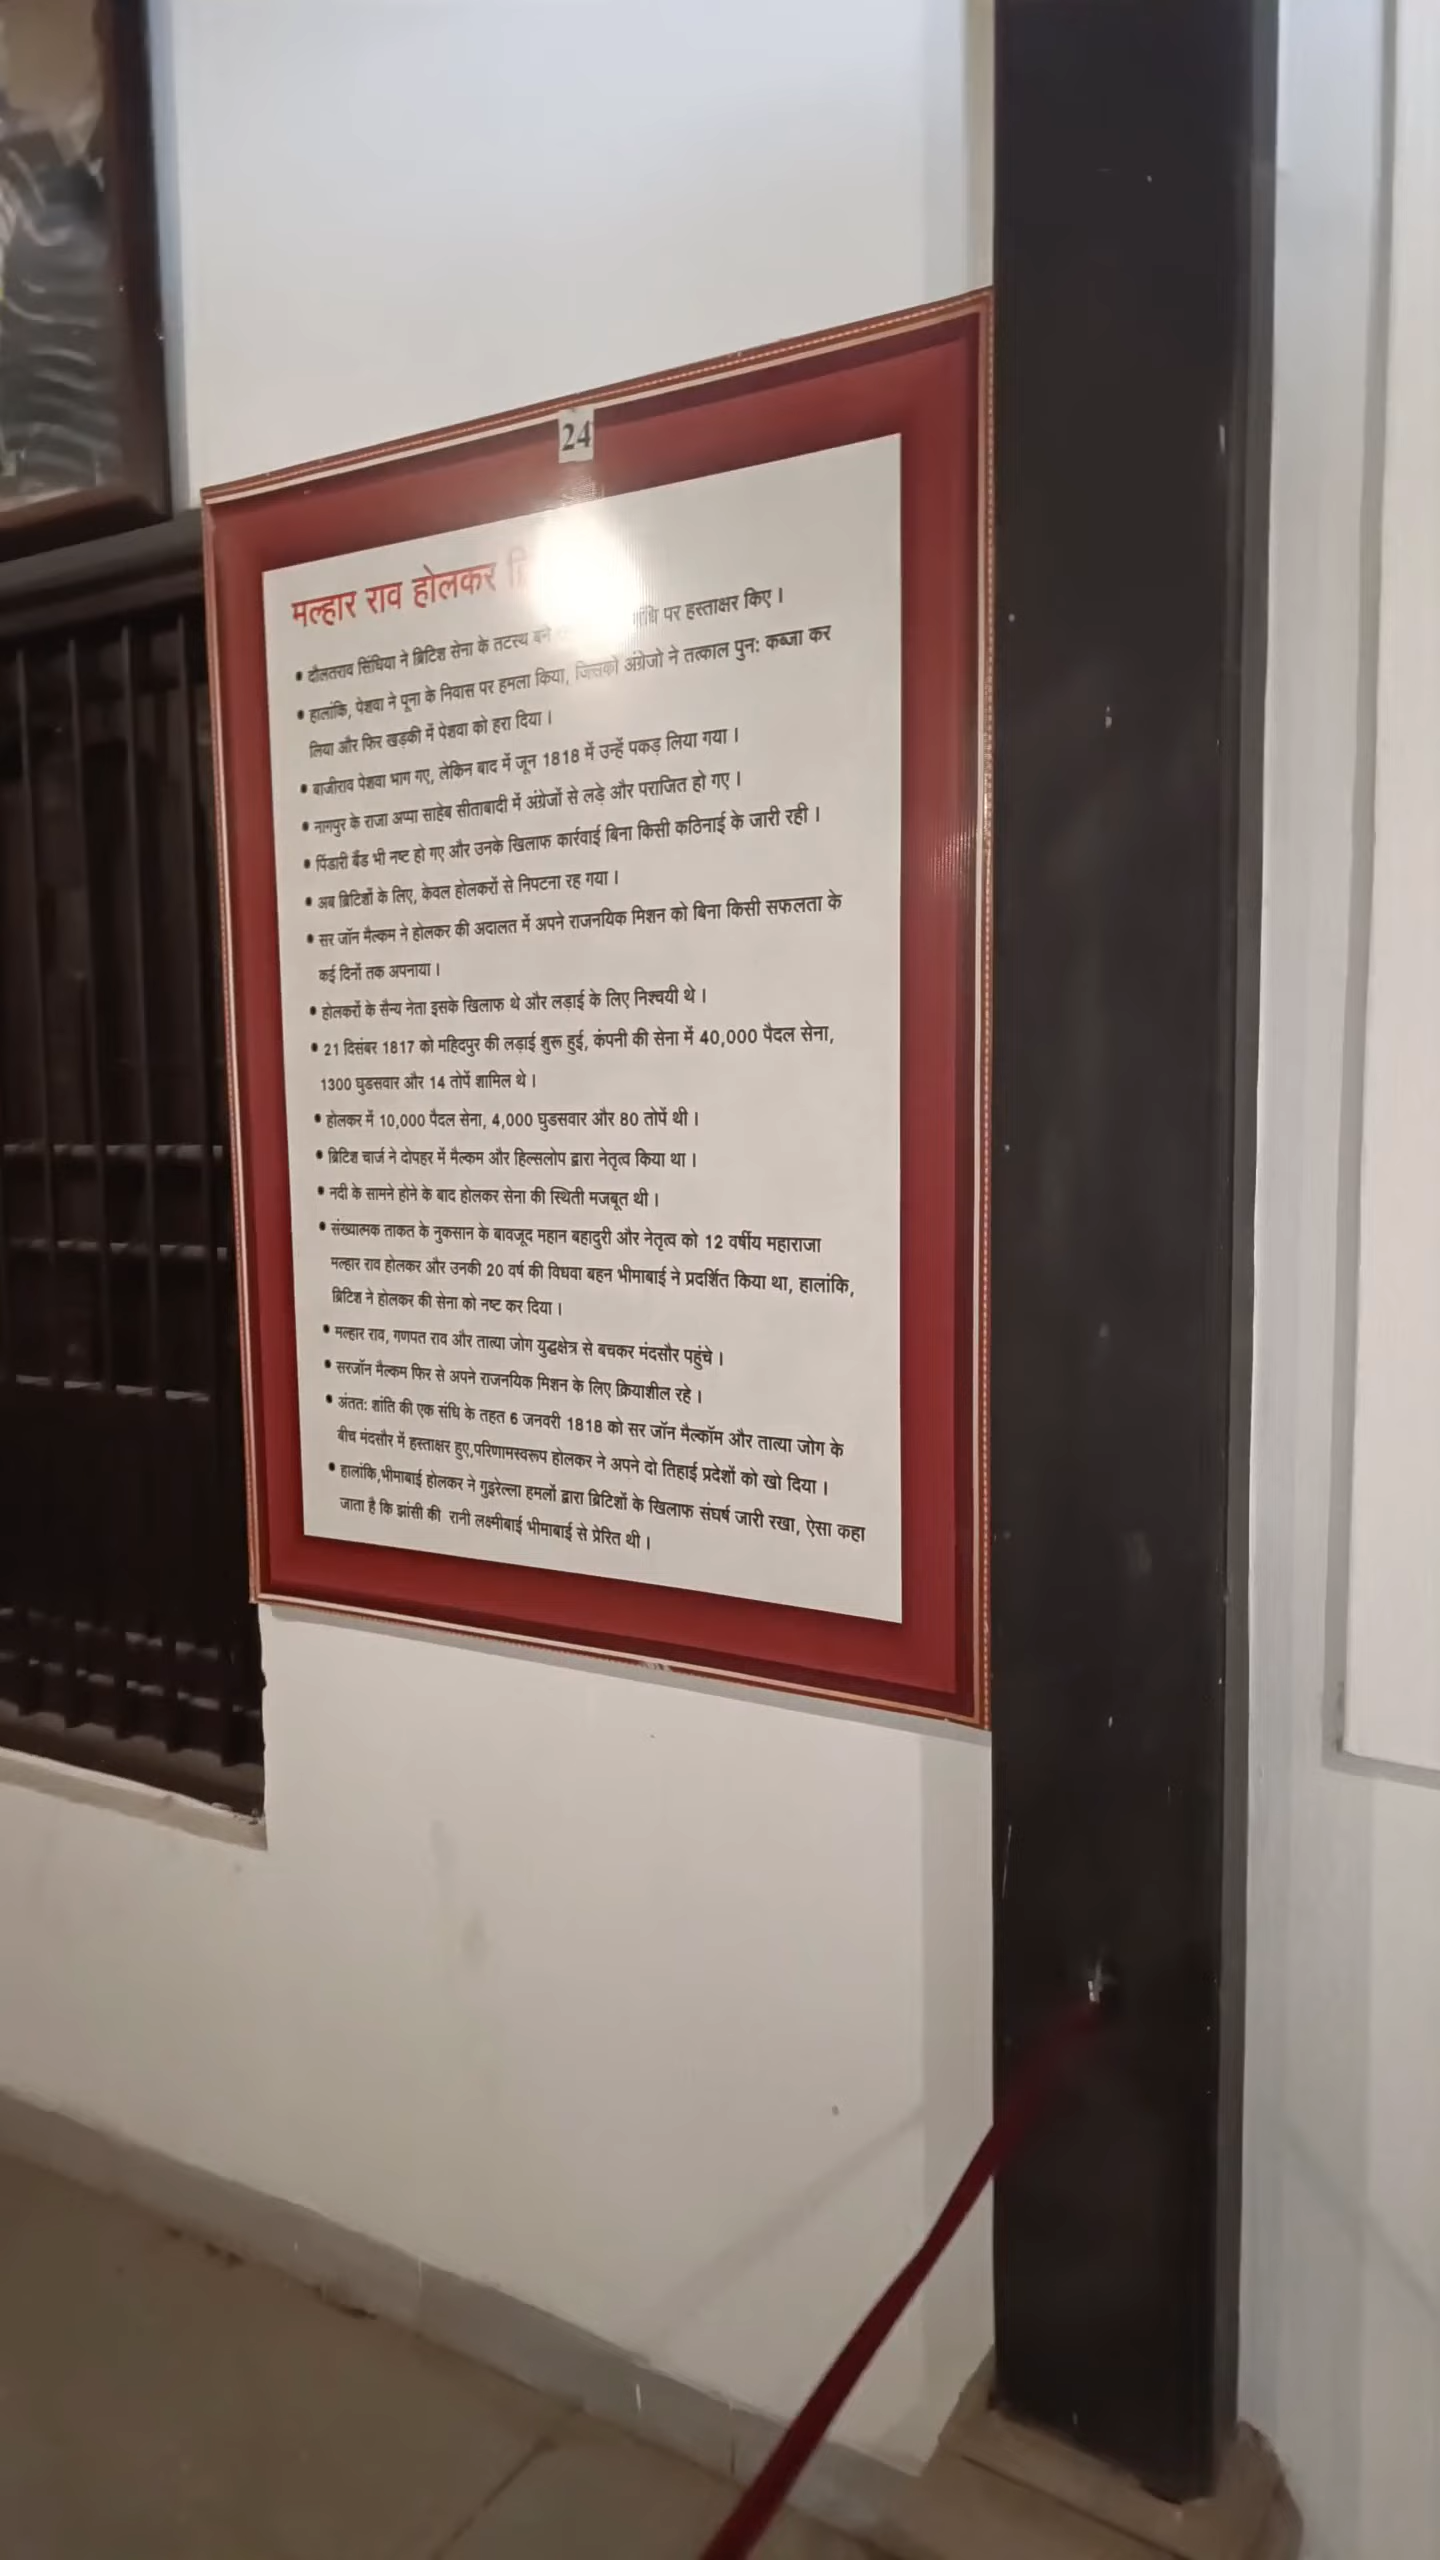 24
मल्हार राव होलकर
• दौलतराव सिंधिया ने ब्रिटिश सेना के तटस्थ बने संधि पर हस्ताक्षर किए ।
• हालांकि, पेशवा ने पूना के निवास पर हमला किया, जिसको अंग्रेजो ने तत्काल पुनः कब्जा कर
लिया और फिर खड़की में पेशवा को हरा दिया ।
• बाजीराव पेशवा भाग गए, लेकिन बाद में जून 1818 में उन्हें पकड़ लिया गया ।
• नागपुर के राजा अप्पा साहेब सीताबादी में अंग्रेजों से लड़े और पराजित हो गए ।
• पिंडारी बैंड भी नष्ट हो गए और उनके खिलाफ कार्रवाई बिना किसी कठिनाई के जारी रही ।
• अब ब्रिटिशों के लिए, केवल होलकरों से निपटना रह गया ।
• सर जॉन मैल्कम ने होलकर की अदालत में अपने राजनयिक मिशन को बिना किसी सफलता के
कई दिनों तक अपनाया ।
• होलकरों के सैन्य नेता इसके खिलाफ थे और लड़ाई के लिए निश्चयी थे ।
• 21 दिसंबर 1817 को महिदपुर की लड़ाई शुरू हुई, कंपनी की सेना में 40,000 पैदल सेना,
1300 घुडसवार और 14 तोपें शामिल थे ।
• होलकर में 10,000 पैदल सेना, 4,000 घुडसवार और 80 तोपें थी ।
• ब्रिटिश चार्ज ने दोपहर में मैल्कम और हिल्सलोप द्वारा नेतृत्व किया था ।
• नदी के सामने होने के बाद होलकर सेना की स्थिती मजबूत थी ।
• संख्यात्मक ताकत के नुकसान के बावजूद महान बहादुरी और नेतृत्व को 12 वर्षीय महाराजा
मल्हार राव होलकर और उनकी 20 वर्ष की विधवा बहन भीमाबाई ने प्रदर्शित किया था, हालांकि,
ब्रिटिश ने होलकर की सेना को नष्ट कर दिया ।
• मल्हार राव, गणपत राव और तात्या जोग युद्धक्षेत्र से बचकर मंदसौर पहुंचे ।
• सरजॉन मैल्कम फिर से अपने राजनयिक मिशन के लिए क्रियाशील रहे ।
• अंततः शांति की एक संधि के तहत 6 जनवरी 1818 को सर जॉन मैल्कॉम और तात्या जोग के
बीच मंदसौर में हस्ताक्षर हुए,परिणामस्वरूप होलकर ने अपने दो तिहाई प्रदेशों को खो दिया ।
• हालांकि,भीमाबाई होलकर ने गुइरेल्ला हमलों द्वारा ब्रिटिशों के खिलाफ संघर्ष जारी रखा, ऐसा कहा
जाता है कि झांसी की रानी लक्ष्मीबाई भीमाबाई से प्रेरित थी ।